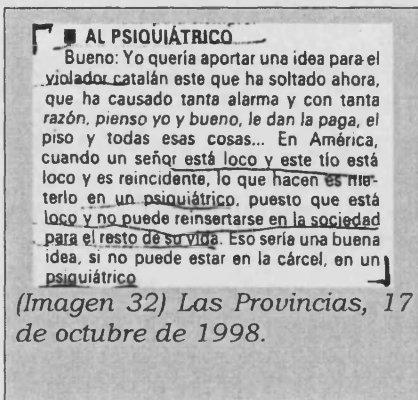 ■ AL PSIQUIÁTRICO
Bueno: Yo quería aportar una idea para el
violador catalán este que ha soltado ahora,
que ha causado tanta alarma y con tanta
razón, pienso yo y bueno, le dan la paga, el
piso y todas esas cosas... En América,
cuando un señor está loco y este tío está
loco y es reincidente, lo que hacen es me-
terlo en un psiquiátrico, puesto que está
loco y no puede reinsertarse en la sociedad
para el resto de su vida. Eso sería una buena
idea, si no puede estar en la cárcel, en un
psiquiátrico
(Imagen 32) Las Provincias, 17
de octubre de 1998.